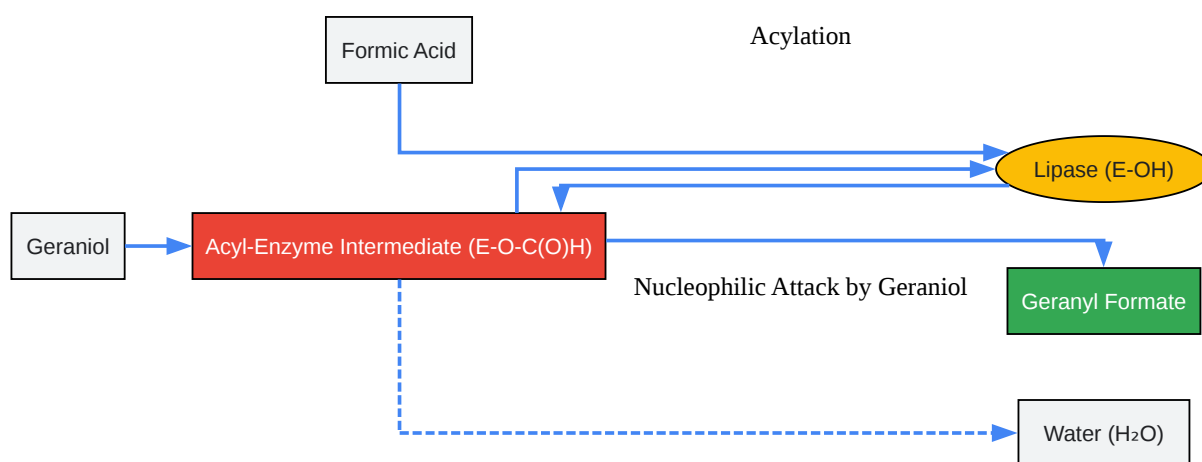 Formic Acid
Acylation
Lipase (E-OH)
Geraniol
Acyl-Enzyme Intermediate (E-O-C(O)H)
Nucleophilic Attack by Geraniol
Geranyl Formate
Water (H₂O)